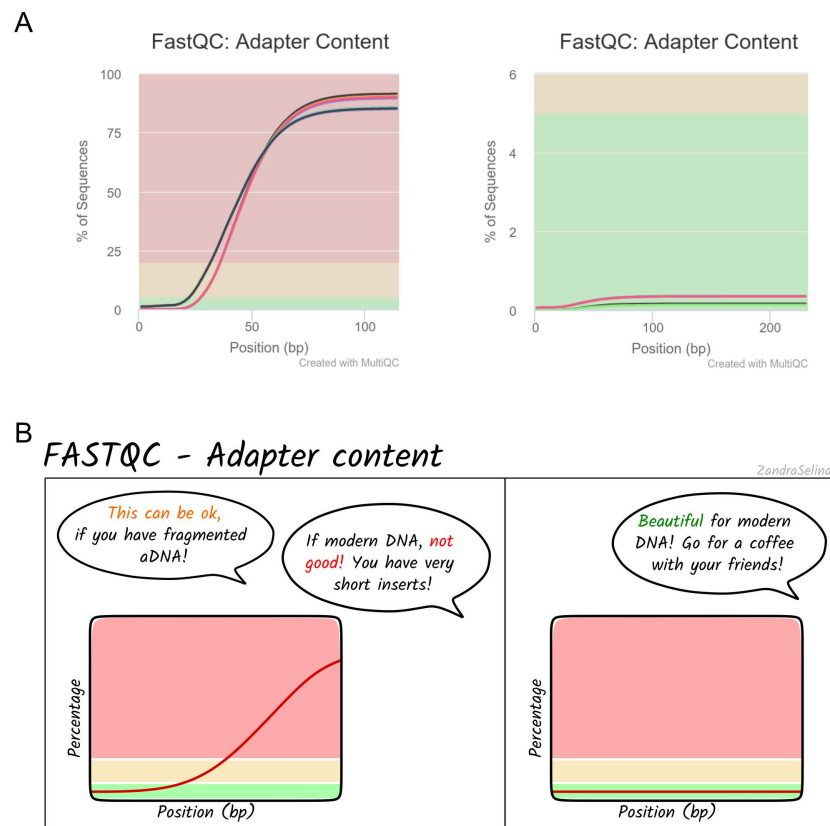 A
FastQC: Adapter Content
100
75
50
25
0
% of Sequences
0
50
100
Position (bp)
Created with MultiQC
FastQC: Adapter Content
6
4
2
0
% of Sequences
0
100
200
Position (bp)
Created with MultiQC
B
FASTQC - Adapter content
ZandraSelina
This can be ok,
if you have fragmented
aDNA!
If modern DNA, not
good! You have very
short inserts!
Percentage
Position (bp)
Beautiful for modern
DNA! Go for a coffee
with your friends!
Percentage
Position (bp)